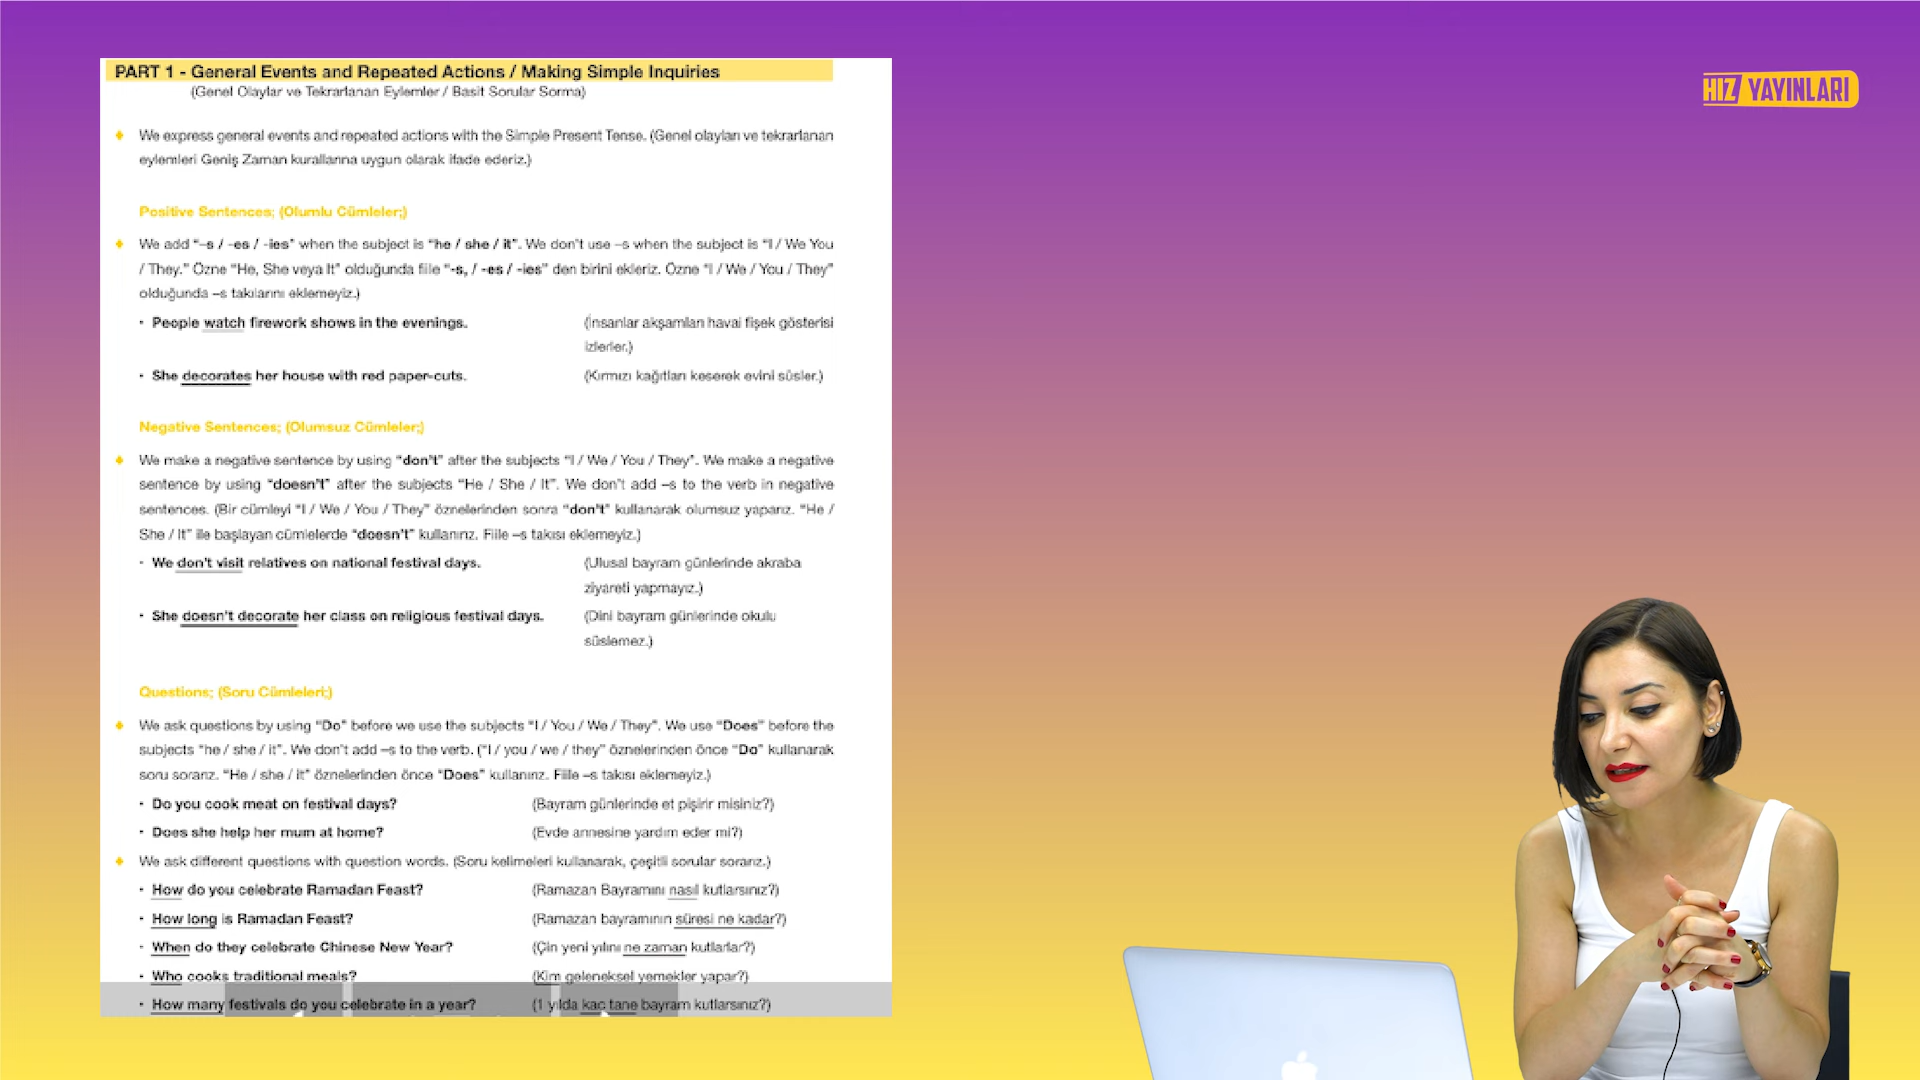 PART 1 - General Events and Repeated Actions / Making Simple Inquiries
(Genel Olaylar ve Tekrarlanan Eylemler / Basit Sorular Sorma)
HIZ YAYINLARI
We express general events and repeated actions with the Simple Present Tense. (Genel olayları ve tekrarlanan
eylemleri Geniş Zaman kurallarına uygun olarak ifade ederiz.)
Positive Sentences; (Olumlu Cümleler;)
We add “–s / -es / -ies” when the subject is “he / she / it”. We don’t use –s when the subject is “I / We You
/ They.” Özne “He, She veya It” olduğunda fiile “-s, / -es / -ies” den birini ekleriz. Özne “I / We / You / They”
olduğunda –s takılarını eklemeyiz.)
• People watch firework shows in the evenings. (İnsanlar akşamları havai fişek gösterisi
izlerler.)
• She decorates her house with red paper-cuts. (Kırmızı kağıtları keserek evini süsler.)
Negative Sentences; (Olumsuz Cümleler;)
We make a negative sentence by using “don’t” after the subjects “I / We / You / They”. We make a negative
sentence by using “doesn’t” after the subjects “He / She / It”. We don’t add –s to the verb in negative
sentences. (Bir cümleyi “I / We / You / They” öznelerinden sonra “don’t” kullanarak olumsuz yaparız. “He /
She / It” ile başlayan cümlelerde “doesn’t” kullanırız. Fiile –s takısı eklemeyiz.)
• We don’t visit relatives on national festival days. (Ulusal bayram günlerinde akraba
ziyareti yapmayız.)
• She doesn’t decorate her class on religious festival days. (Dini bayram günlerinde okulu
süslemez.)
Questions; (Soru Cümleleri;)
We ask questions by using “Do” before we use the subjects “I / You / We / They”. We use “Does” before the
subjects “he / she / it”. We don’t add –s to the verb. (“I / you / we / they” öznelerinden önce “Do” kullanarak
soru sorarız. “He / she / it” öznelerinden önce “Does” kullanırız. Fiile –s takısı eklemeyiz.)
• Do you cook meat on festival days? (Bayram günlerinde et pişirir misiniz?)
• Does she help her mum at home? (Evde annesine yardım eder mi?)
We ask different questions with question words. (Soru kelimeleri kullanarak, çeşitli sorular sorarız.)
• How do you celebrate Ramadan Feast? (Ramazan Bayramını nasıl kutlarsınız?)
• How long is Ramadan Feast? (Ramazan bayramının süresi ne kadar?)
• When do they celebrate Chinese New Year? (Çin yeni yılını ne zaman kutlarlar?)
• Who cooks traditional meals? (Kim geleneksel yemekler yapar?)
• How many festivals do you celebrate in a year? (1 yılda kaç tane bayram kutlarsınız?)